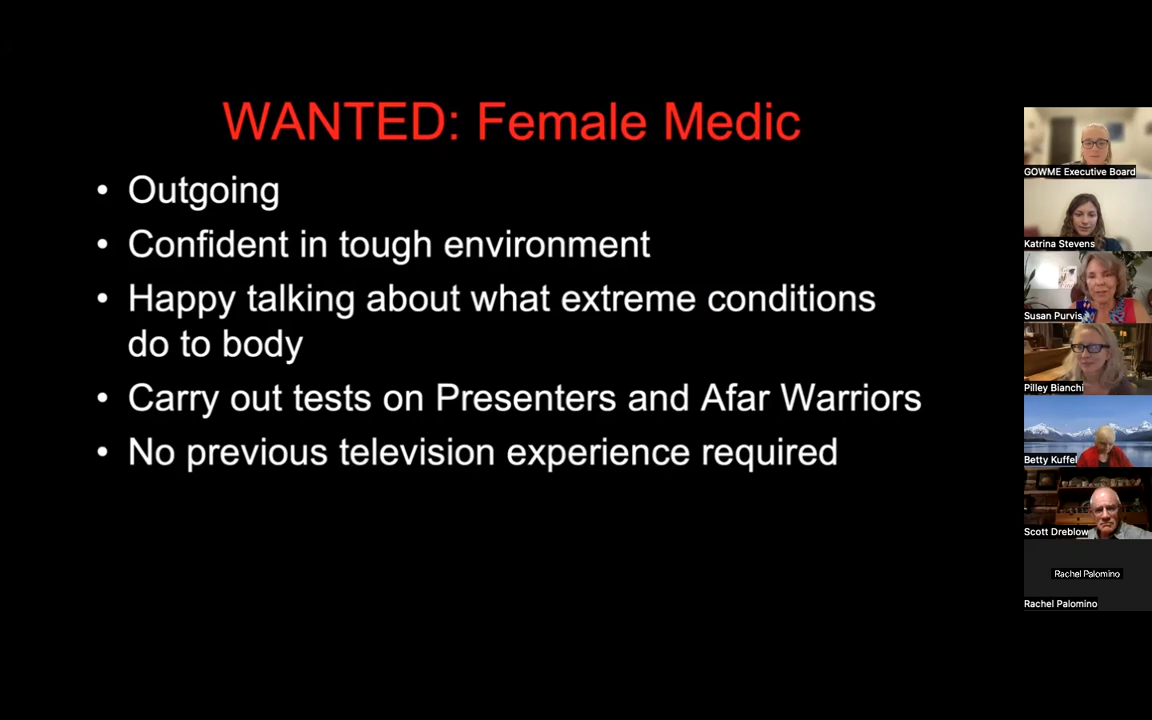 WANTED: Female Medic
• Outgoing
• Confident in tough environment
• Happy talking about what extreme conditions
do to body
• Carry out tests on Presenters and Afar Warriors
• No previous television experience required
GOWME Executive Board
Katrina Stevens
Susan Purvis
Pilley Bianchi
Betty Kuffel
Scott Dreblow
Rachel Palomino
Rachel Palomino